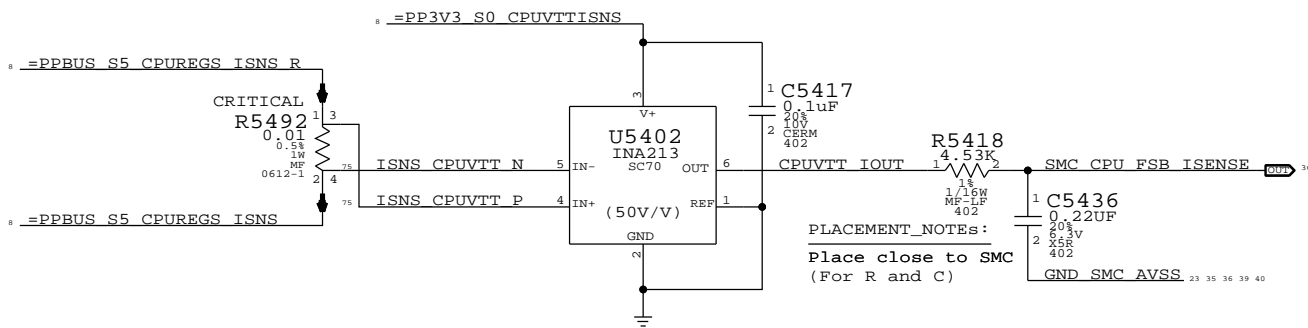 8 =PP3V3_S0_CPUVTTISNS
8 =PPBUS_S5_CPUREGS_ISNS_R
CRITICAL
R5492
0.01
0.5%
1W
MF
0612-1
1 3
2 4
8 =PPBUS_S5_CPUREGS_ISNS
75 ISNS_CPUVTT_N
75 ISNS_CPUVTT_P
3
V+
U5402
INA213
SC70
5 IN-
4 IN+
OUT 6
REF 1
(50V/V)
GND
2
1 C5417
0.1uF
20%
10V
2 CERM
402
CPUVTT_IOUT
R5418
1 4.53K 2
1%
1/16W
MF-LF
402
SMC_CPU_FSB_ISENSE
OUT
1 C5436
0.22UF
20%
6.3V
2 X5R
402
PLACEMENT_NOTEs:
Place close to SMC
(For R and C)
GND_SMC_AVSS 23 35 36 39 40